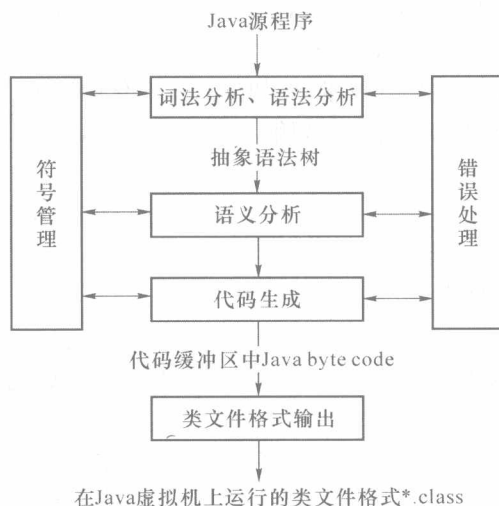 Java源程序
词法分析、语法分析
抽象语法树
符号管理
错误处理
语义分析
代码生成
代码缓冲区中Java byte code
类文件格式输出
在Java虚拟机上运行的类文件格式*.class